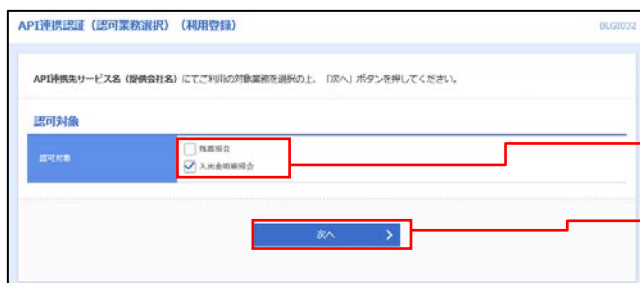 API連携認証（認可業務選択）（利用登録）
BLGI032
API連携先サービス名（提供会社名）にてご利用の対象業務を選択の上、「次へ」ボタンを押してください。
認可対象
認可対象
残高照会
入出金明細照会
次へ